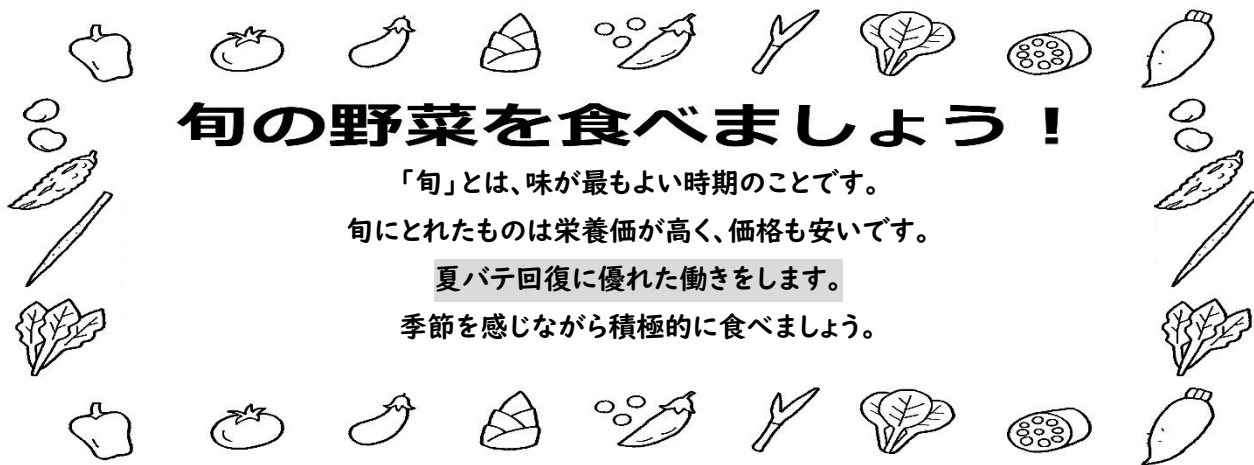 旬の野菜を食べましょう！
「旬」とは、味が最もよい時期のことです。
旬にとれたものは栄養価が高く、価格も安いです。
夏バテ回復に優れた働きをします。
季節を感じながら積極的に食べましょう。